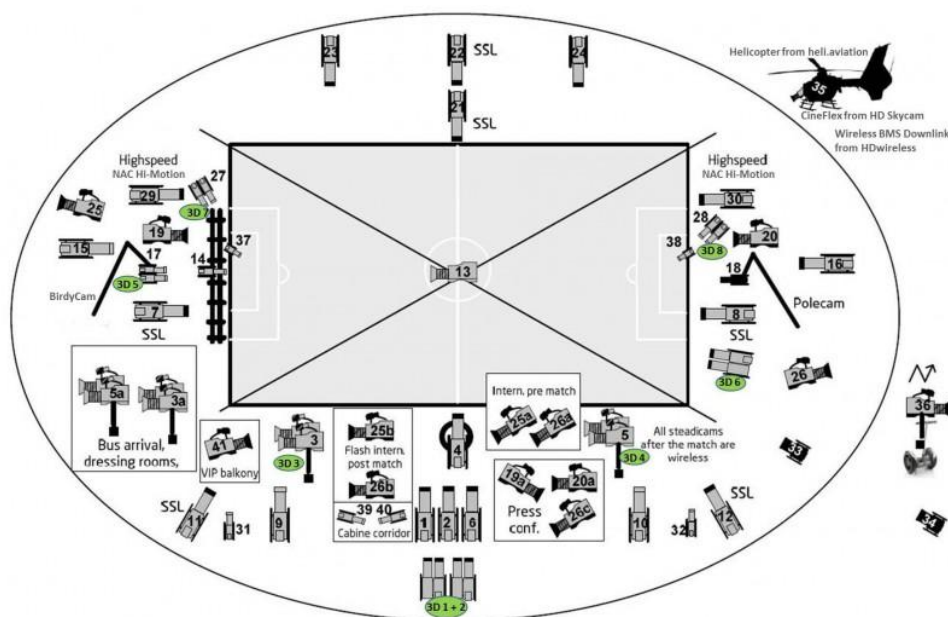 23
22
SSL
24
Helicopter from heli.aviation
35
21
SSL
CineFlex from HD Skycam
Wireless BMS Downlink
from HDwireless
Highspeed
NAC Hi-Motion
27
Highspeed
NAC Hi-Motion
29
30
25
3D 7
28
19
20
15
17
14
37
38
3D 8
18
16
13
3D 5
BirdyCam
7
SSL
8
SSL
Polecam
3D 6
26
5a
3a
Bus arrival,
dressing rooms,
41
VIP balkony
3
3D 3
25b
Flash intern.
post match
26b
39 40
Cabine corridor
4
Intern. pre match
25a
26a
5
3D 4
All steadicams
after the match are
wireless
36
33
19a
20a
Press
conf.
26c
SSL
11
31
9
1
2
6
10
32
SSL
12
34
3D 1 + 2